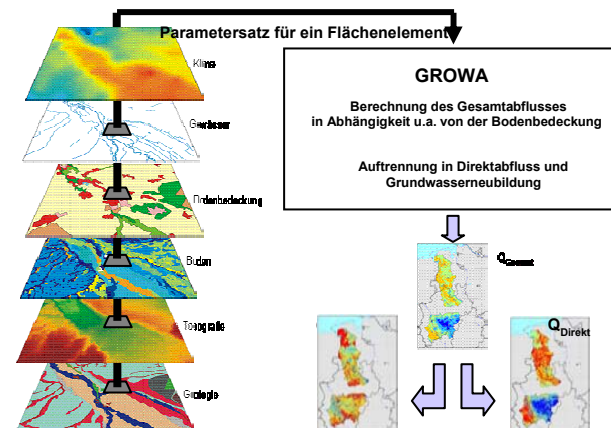 Parametersatz für ein Flächenelement
Klima
Gewässer
Bodenbedeckung
Boden
Topografie
Geologie
GROWA
Berechnung des Gesamtabflusses
in Abhängigkeit u.a. von der Bodenbedeckung
Auftrennung in Direktabfluss und
Grundwasserneubildung
QGesamt
QDirekt